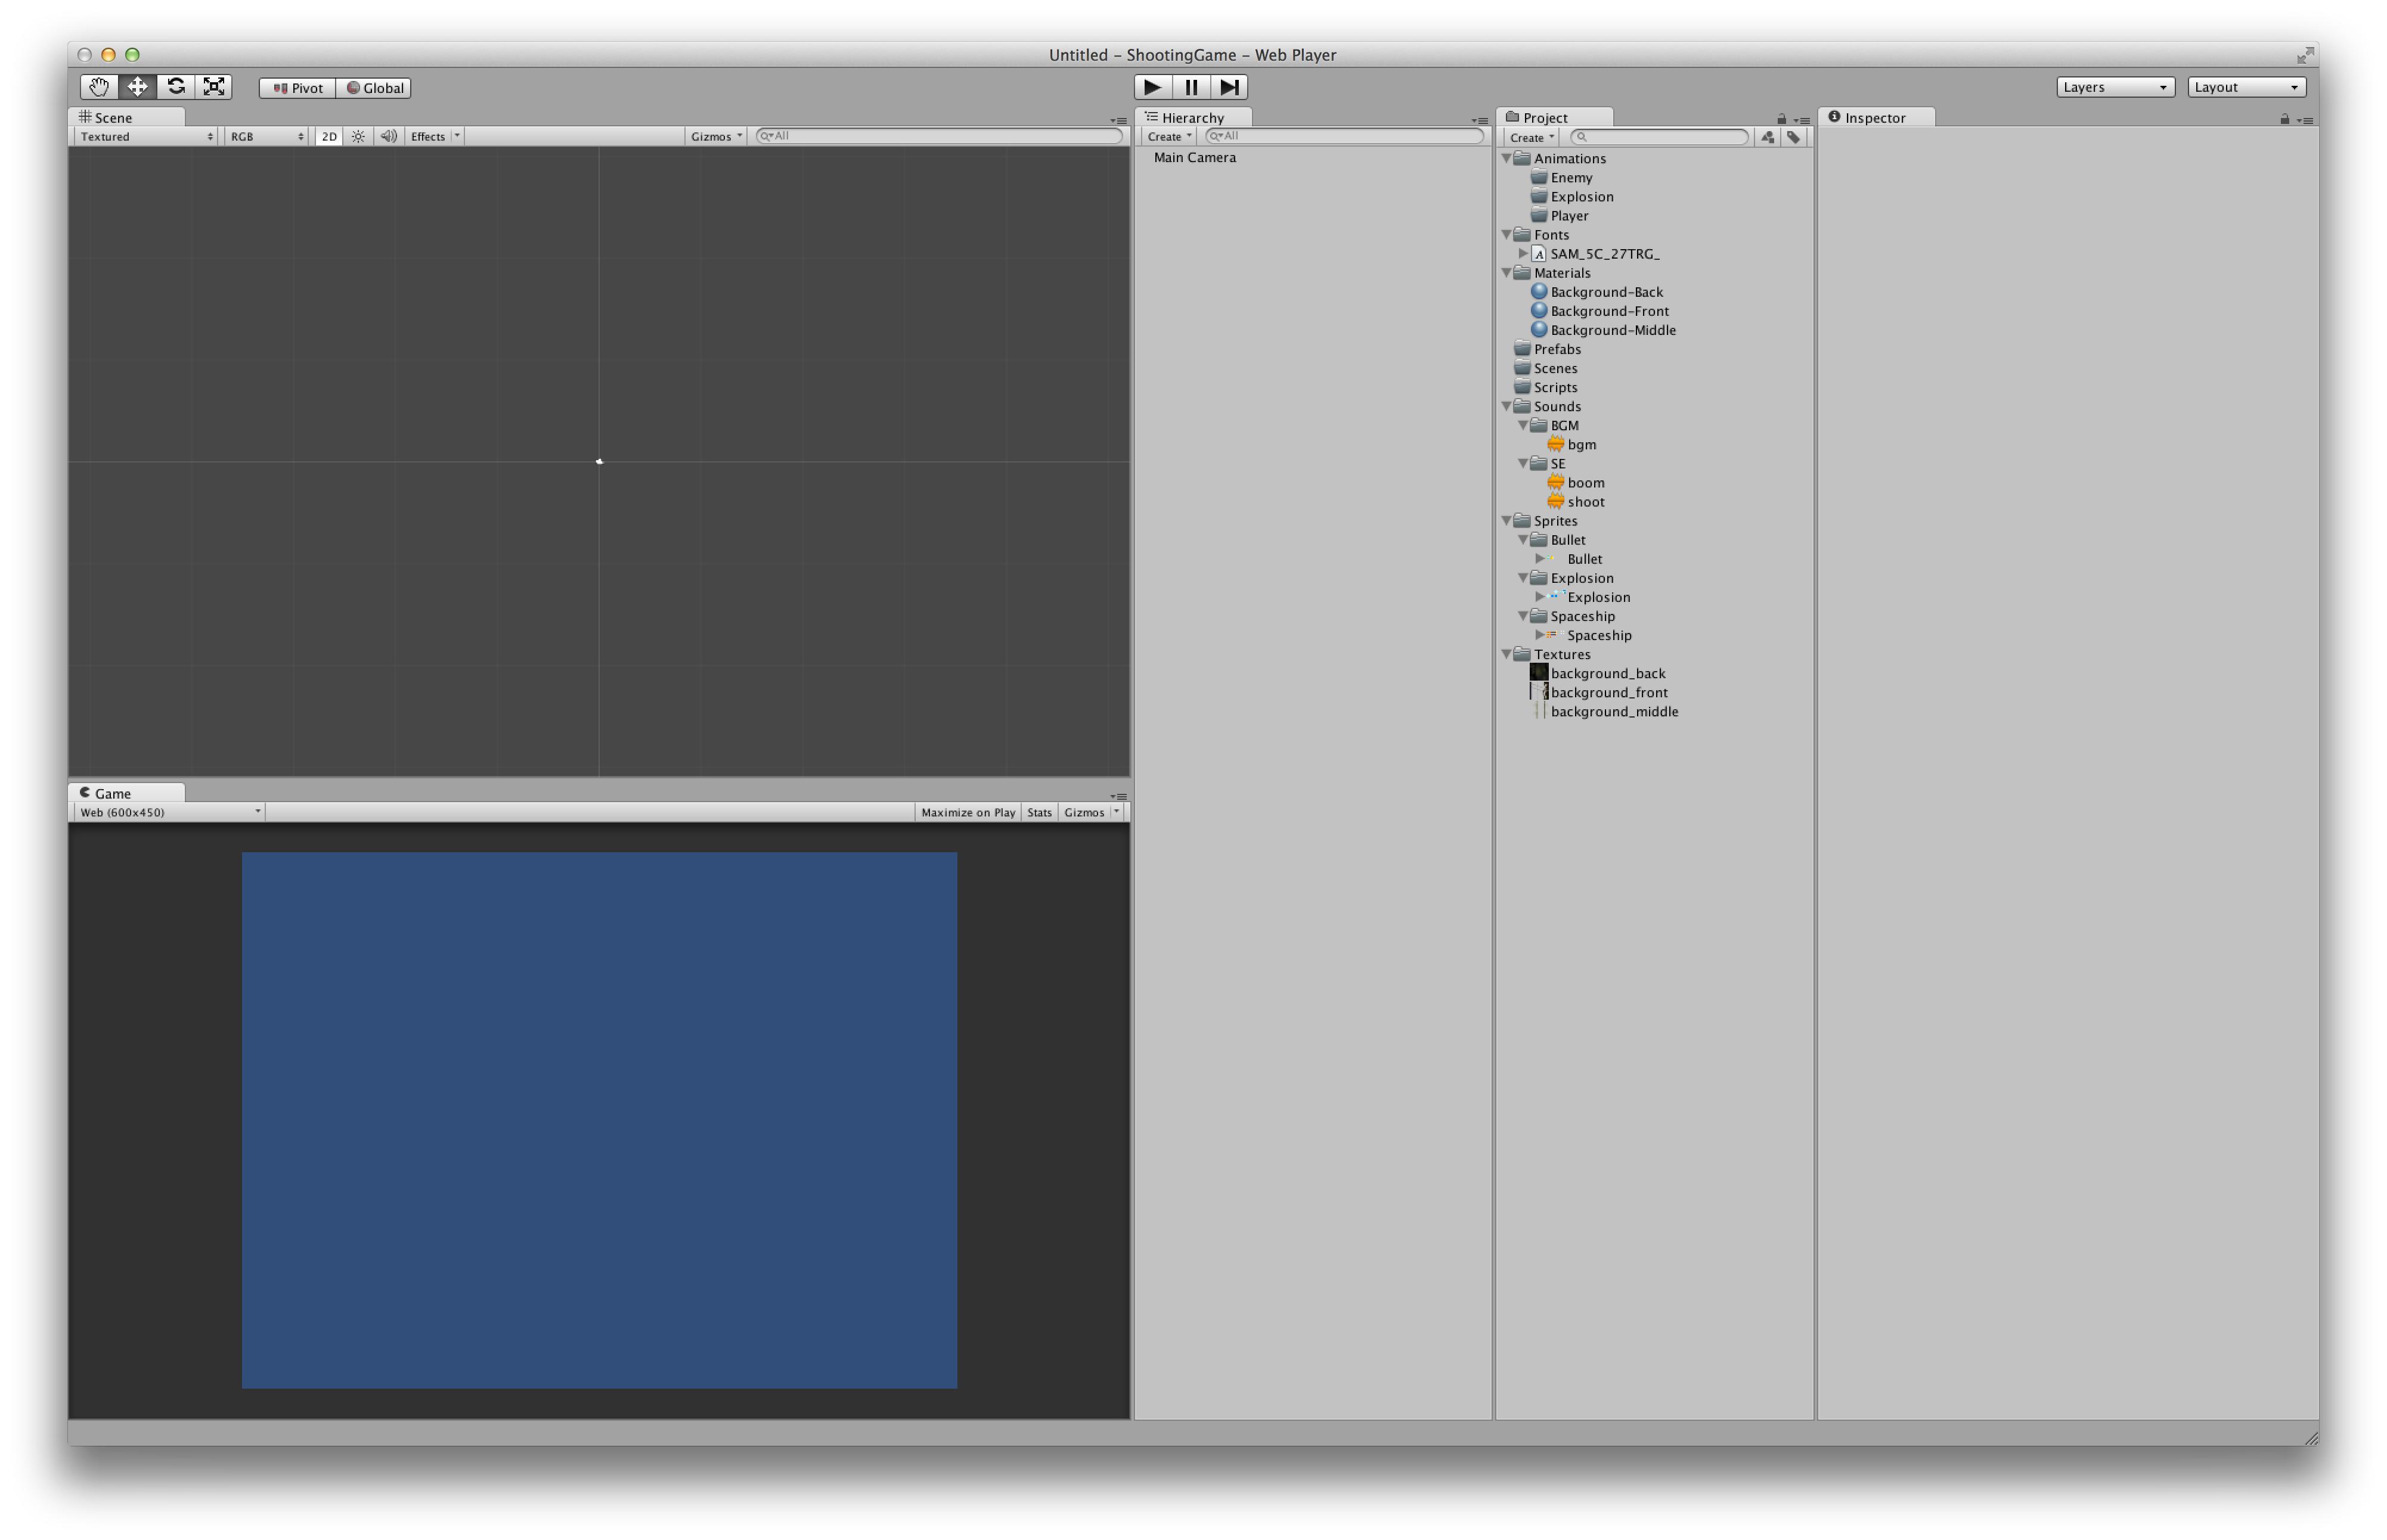 Untitled – ShootingGame – Web Player
Pivot Global
Layers Layout
Scene
Textured RGB 2D Effects Gizmos All
Hierarchy
Create All
Main Camera
Project
Create
Animations
Enemy
Explosion
Player
Fonts
SAM_5C_27TRG_
Materials
Background-Back
Background-Front
Background-Middle
Prefabs
Scenes
Scripts
Sounds
BGM
bgm
SE
boom
shoot
Sprites
Bullet
Bullet
Explosion
Explosion
Spaceship
Spaceship
Textures
background_back
background_front
background_middle
Inspector
Game
Web (600x450) Maximize on Play Stats Gizmos